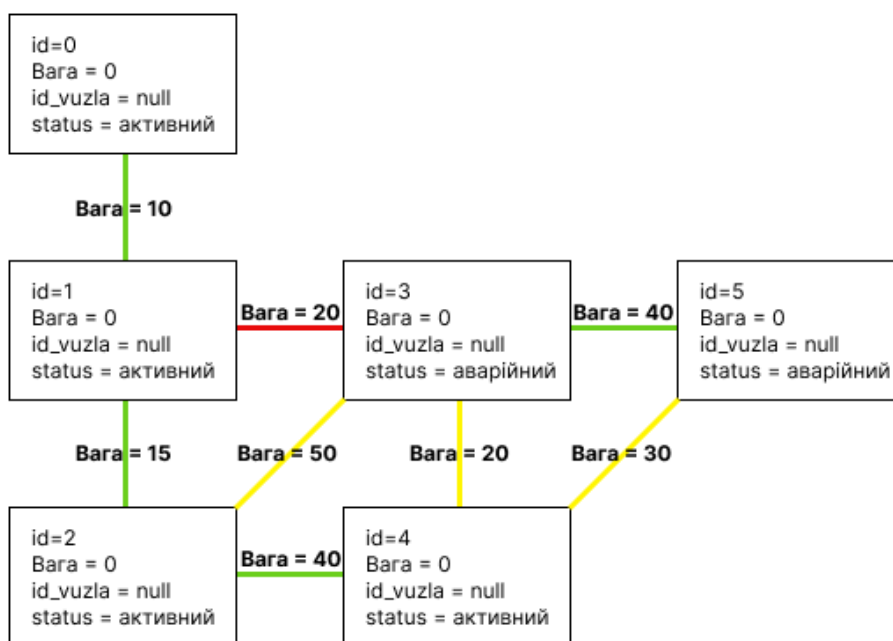 id=0
Вага = 0
id_vuzla = null
status = активний
Вага = 10
id=1
Вага = 0
id_vuzla = null
status = активний
Вага = 20
id=3
Вага = 0
id_vuzla = null
status = аварійний
Вага = 40
id=5
Вага = 0
id_vuzla = null
status = аварійний
Вага = 15
Вага = 50
Вага = 20
Вага = 30
id=2
Вага = 0
id_vuzla = null
status = активний
Вага = 40
id=4
Вага = 0
id_vuzla = null
status = активний